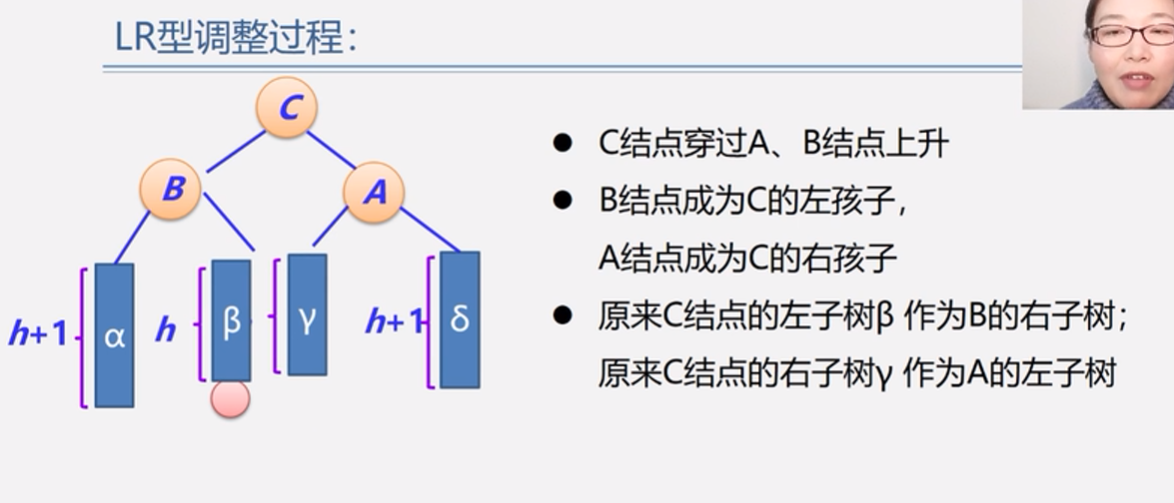 LR型调整过程：
C
B
A
h+1
α
h
β
γ
h+1
δ
● C结点穿过A、B结点上升
● B结点成为C的左孩子，
A结点成为C的右孩子
● 原来C结点的左子树β 作为B的右子树；
原来C结点的右子树γ 作为A的左子树